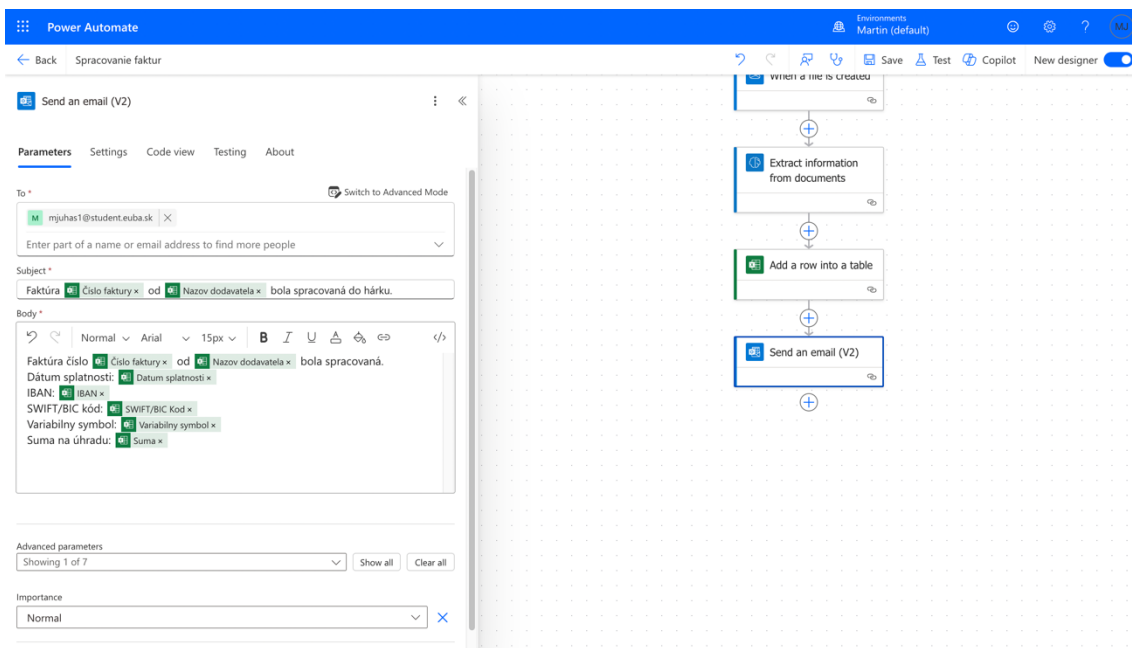 Power Automate
Environments
Martin (default)
MJ
Back
Spracovanie faktur
Save
Test
Copilot
New designer
Send an email (V2)
Parameters
Settings
Code view
Testing
About
To *
Switch to Advanced Mode
M mjuhas1@student.euba.sk
Enter part of a name or email address to find more people
Subject *
Faktúra Číslo faktury × od Nazov dodavatela × bola spracovaná do hárku.
Body *
Normal Arial 15px B I U A </>
Faktúra číslo Číslo faktury × od Nazov dodavatela × bola spracovaná.
Dátum splatnosti: Datum splatnosti ×
IBAN: IBAN ×
SWIFT/BIC kód: SWIFT/BIC Kod ×
Variabilny symbol: Variabilny symbol ×
Suma na úhradu: Suma ×
Advanced parameters
Showing 1 of 7
Show all
Clear all
Importance
Normal
When a file is created
Extract information
from documents
Add a row into a table
Send an email (V2)